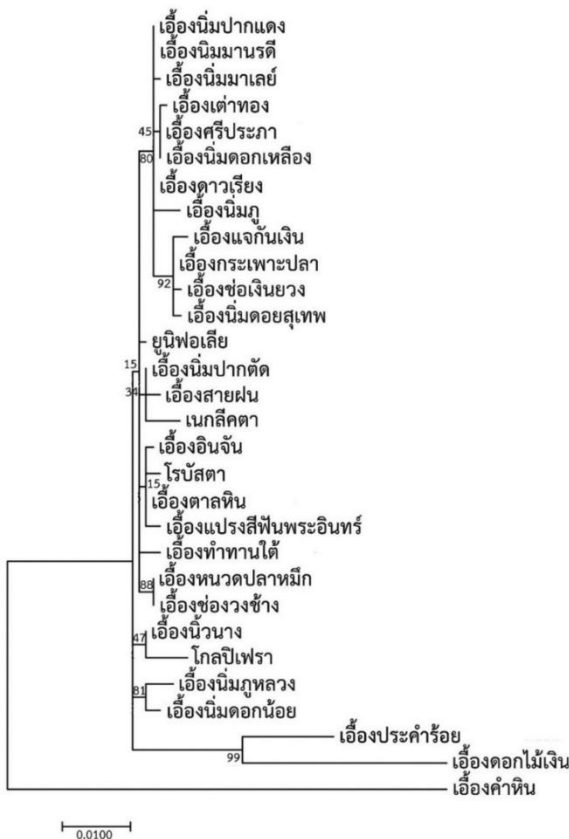 เอื้องนิ่มปากแดง
เอื้องนิมมานรดี
เอื้องนิ่มมาเลย์
เอื้องเต่าทอง
45
เอื้องศรีประภา
80
เอื้องนิ่มดอกเหลือง
เอื้องดาวเรียง
เอื้องนิ่มภู
เอื้องแจกันเงิน
เอื้องกระเพาะปลา
92
เอื้องช่อเงินยวง
เอื้องนิ่มดอยสุเทพ
ยูนิฟอเลีย
15
เอื้องนิ่มปากตัด
34
เอื้องสายฝน
เนกลีคตา
เอื้องอินจัน
โรบัสตา
15
เอื้องตาลหิน
เอื้องแปรงสีฟันพระอินทร์
เอื้องทำทานใต้
88
เอื้องหนวดปลาหมึก
เอื้องช่องวงช้าง
47
เอื้องนิ้วนาง
โกลปิเฟรา
เอื้องนิ่มภูหลวง
81
เอื้องนิ่มดอกน้อย
เอื้องประคำร้อย
99
เอื้องดอกไม้เงิน
เอื้องคำหิน
0.0100